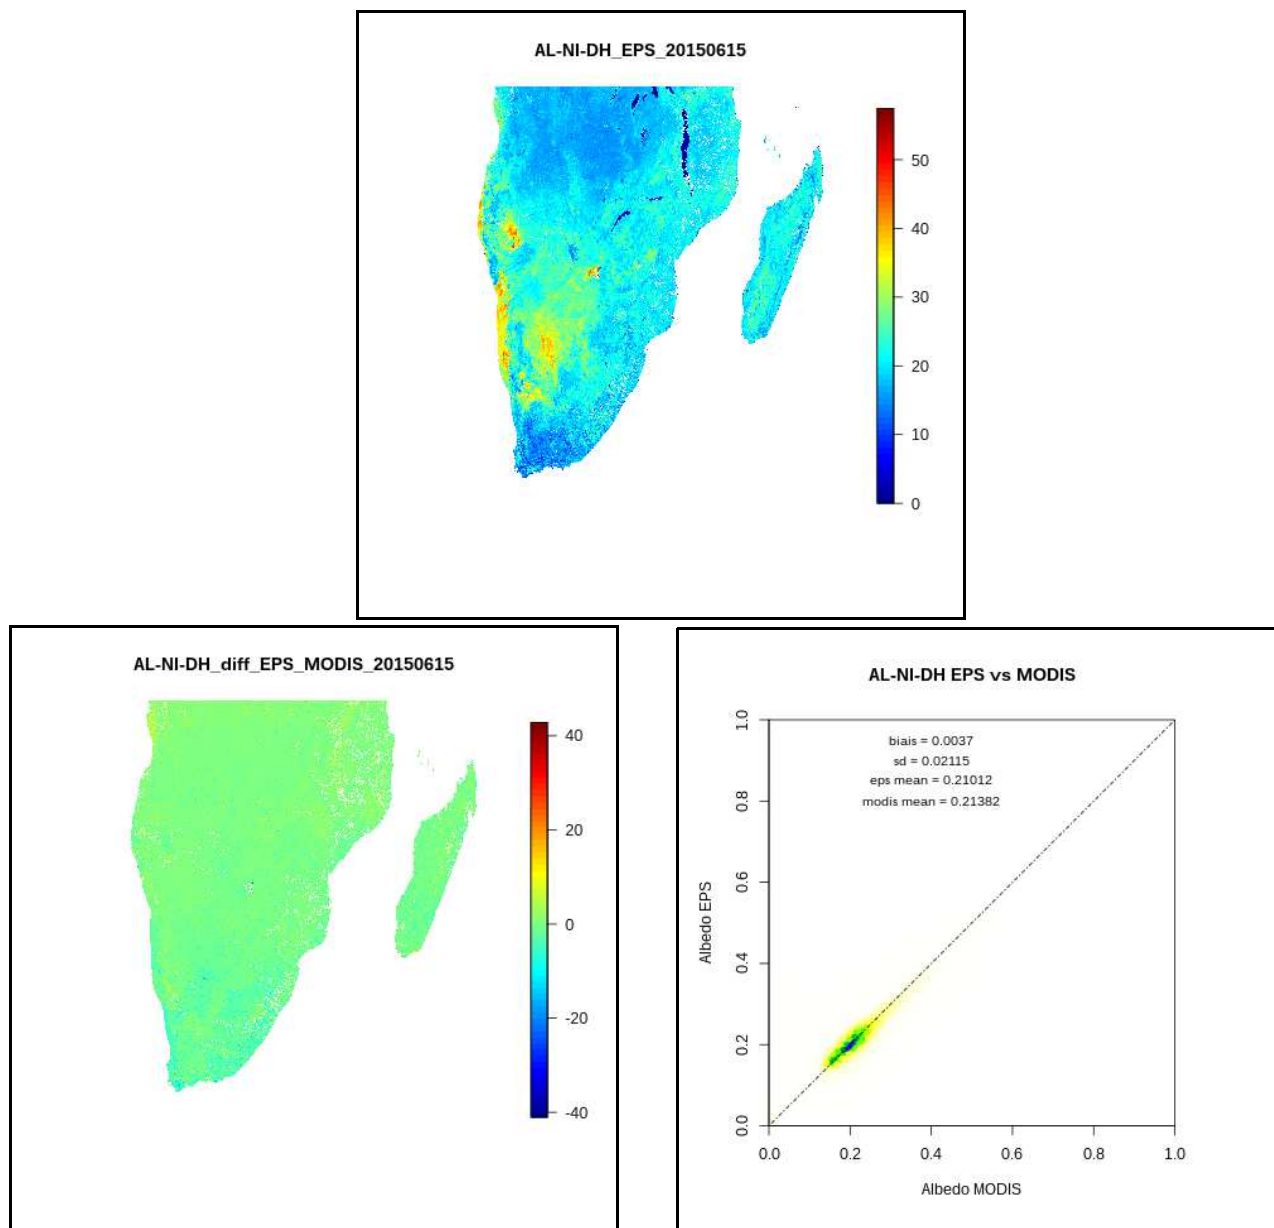 AL-NI-DH_EPS_20150615
50
40
30
20
10
0
AL-NI-DH_diff_EPS_MODIS_20150615
40
20
0
-20
-40
AL-NI-DH EPS vs MODIS
biais = 0.0037
sd = 0.02115
eps mean = 0.21012
modis mean = 0.21382
Albedo EPS
1.0
0.8
0.6
0.4
0.2
0.0
0.0 0.2 0.4 0.6 0.8 1.0
Albedo MODIS